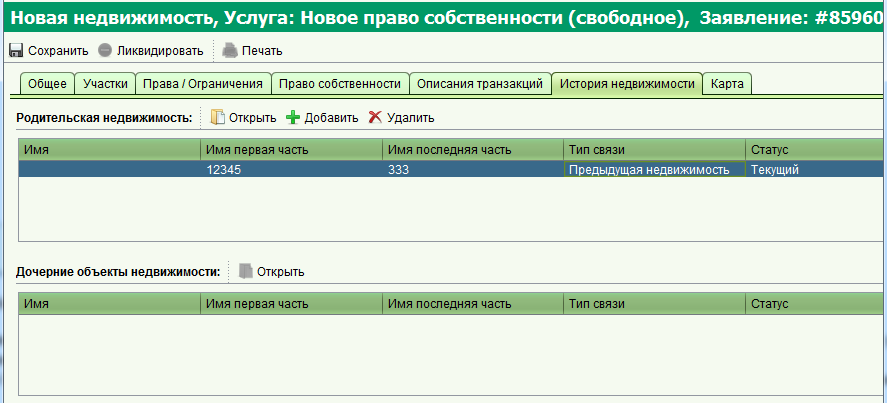 Новая недвижимость, Услуга: Новое право собственности (свободное), Заявление: #85960
Сохранить Ликвидировать Печать
Общее Участки Права / Ограничения Право собственности Описания транзакций История недвижимости Карта
Родительская недвижимость: Открыть Добавить Удалить
Имя Имя первая часть Имя последняя часть Тип связи Статус
12345 333 Предыдущая недвижимость Текущий
Дочерние объекты недвижимости: Открыть
Имя Имя первая часть Имя последняя часть Тип связи Статус